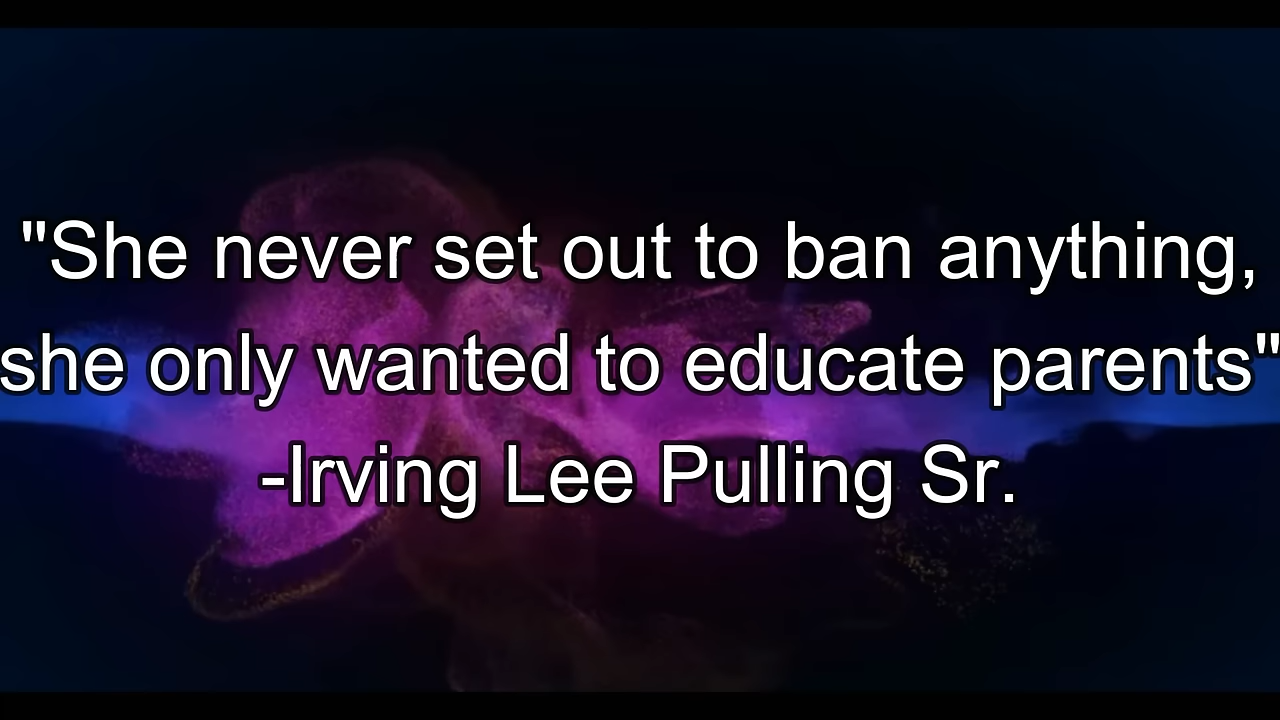 "She never set out to ban anything,
she only wanted to educate parents"
-Irving Lee Pulling Sr.